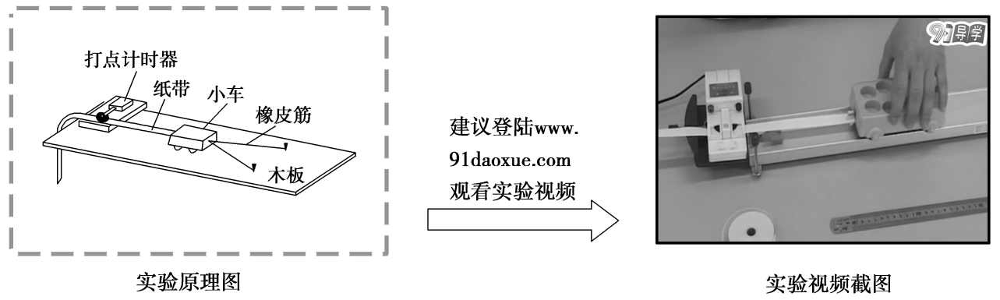 打点计时器
纸带
小车
橡皮筋
木板
实验原理图
建议登陆www.
91daoxue.com
观看实验视频
91导学
实验视频截图